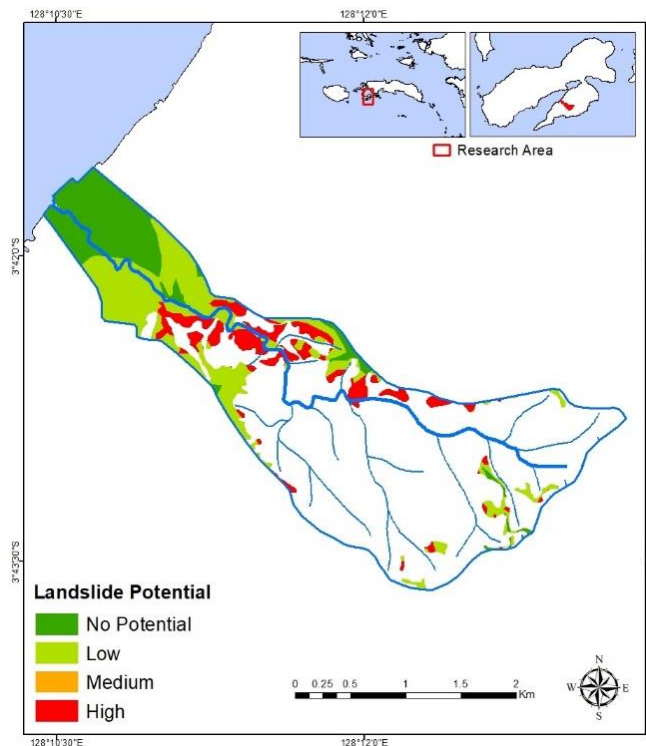 128°10'30"E
128°12'0"E
Research Area
3°42'0"S
3°43'30"S
Landslide Potential
No Potential
Low
Medium
High
0 0.25 0.5 1 1.5 2
Km
N
W E
S
128°10'30"E
128°12'0"E